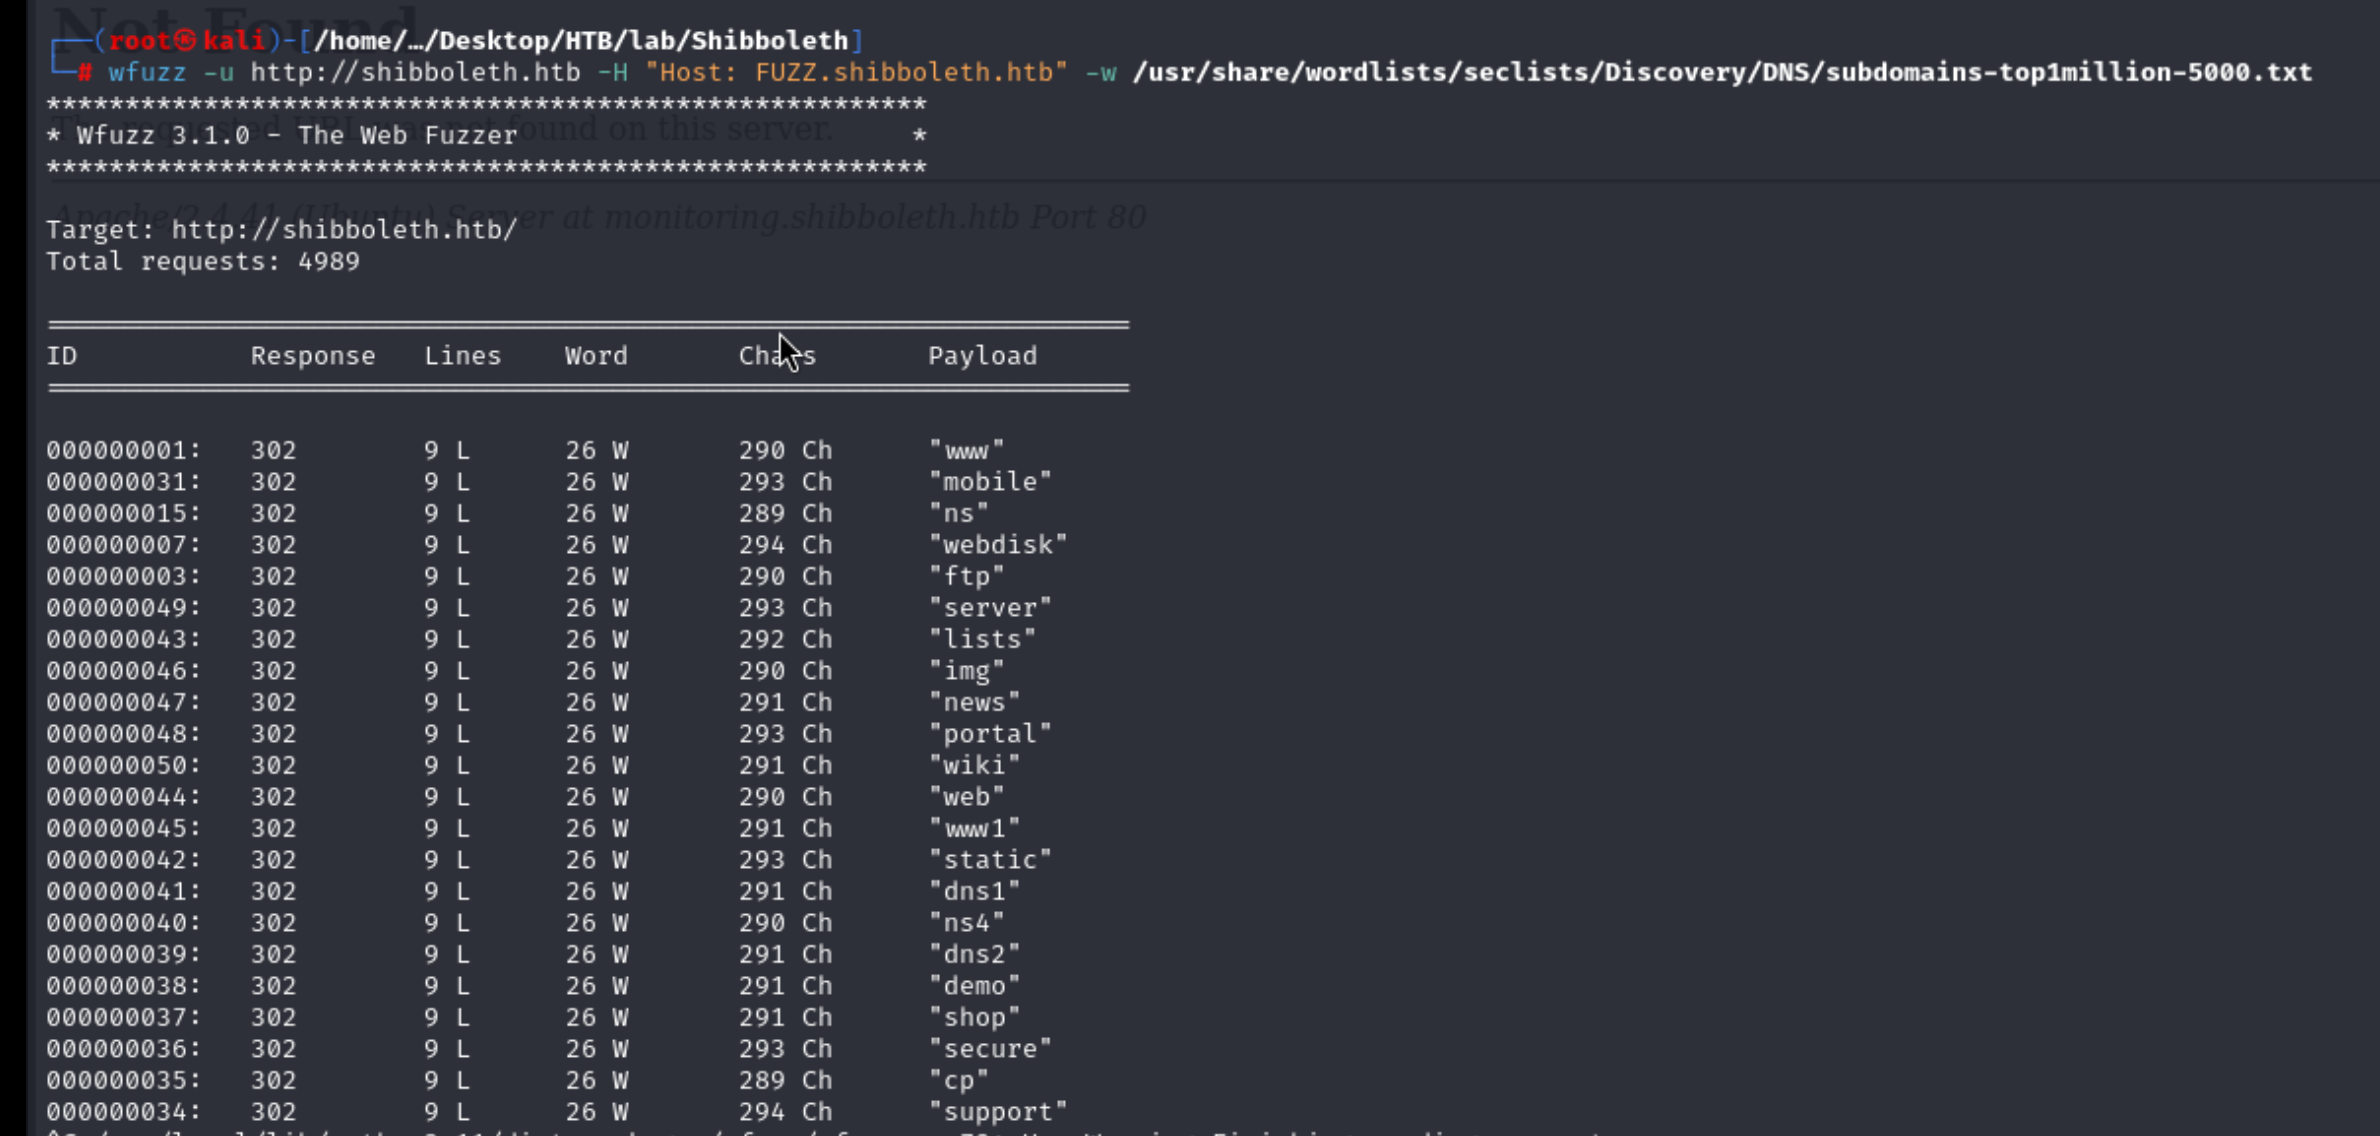 Not Found
┌──(root㉿kali)-[/home/…/Desktop/HTB/lab/Shibboleth]
└─# wfuzz -u http://shibboleth.htb -H "Host: FUZZ.shibboleth.htb" -w /usr/share/wordlists/seclists/Discovery/DNS/subdomains-top1million-5000.txt
********************************************************
* Wfuzz 3.1.0 - The Web Fuzzer                         *
The requested URL was not found on this server.
********************************************************
Apache/2.4.41 (Ubuntu) Server at monitoring.shibboleth.htb Port 80
Target: http://shibboleth.htb/
Total requests: 4989
=====================================================================
ID           Response   Lines    Word       Chars       Payload
=====================================================================
000000001:   302        9 L      26 W       290 Ch      "www"
000000031:   302        9 L      26 W       293 Ch      "mobile"
000000015:   302        9 L      26 W       289 Ch      "ns"
000000007:   302        9 L      26 W       294 Ch      "webdisk"
000000003:   302        9 L      26 W       290 Ch      "ftp"
000000049:   302        9 L      26 W       293 Ch      "server"
000000043:   302        9 L      26 W       292 Ch      "lists"
000000046:   302        9 L      26 W       290 Ch      "img"
000000047:   302        9 L      26 W       291 Ch      "news"
000000048:   302        9 L      26 W       293 Ch      "portal"
000000050:   302        9 L      26 W       291 Ch      "wiki"
000000044:   302        9 L      26 W       290 Ch      "web"
000000045:   302        9 L      26 W       291 Ch      "www1"
000000042:   302        9 L      26 W       293 Ch      "static"
000000041:   302        9 L      26 W       291 Ch      "dns1"
000000040:   302        9 L      26 W       290 Ch      "ns4"
000000039:   302        9 L      26 W       291 Ch      "dns2"
000000038:   302        9 L      26 W       291 Ch      "demo"
000000037:   302        9 L      26 W       291 Ch      "shop"
000000036:   302        9 L      26 W       293 Ch      "secure"
000000035:   302        9 L      26 W       289 Ch      "cp"
000000034:   302        9 L      26 W       294 Ch      "support"